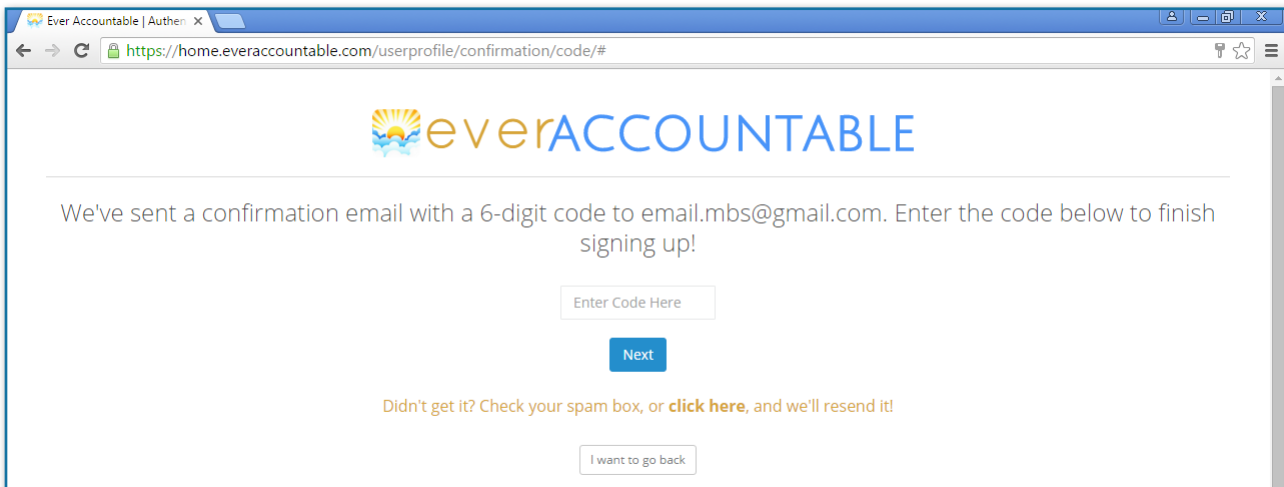 Ever Accountable | Authen
https://home.everaccountable.com/userprofile/confirmation/code/#
everACCOUNTABLE
We've sent a confirmation email with a 6-digit code to email.mbs@gmail.com. Enter the code below to finish
signing up!
Enter Code Here
Next
Didn't get it? Check your spam box, or click here, and we'll resend it!
I want to go back